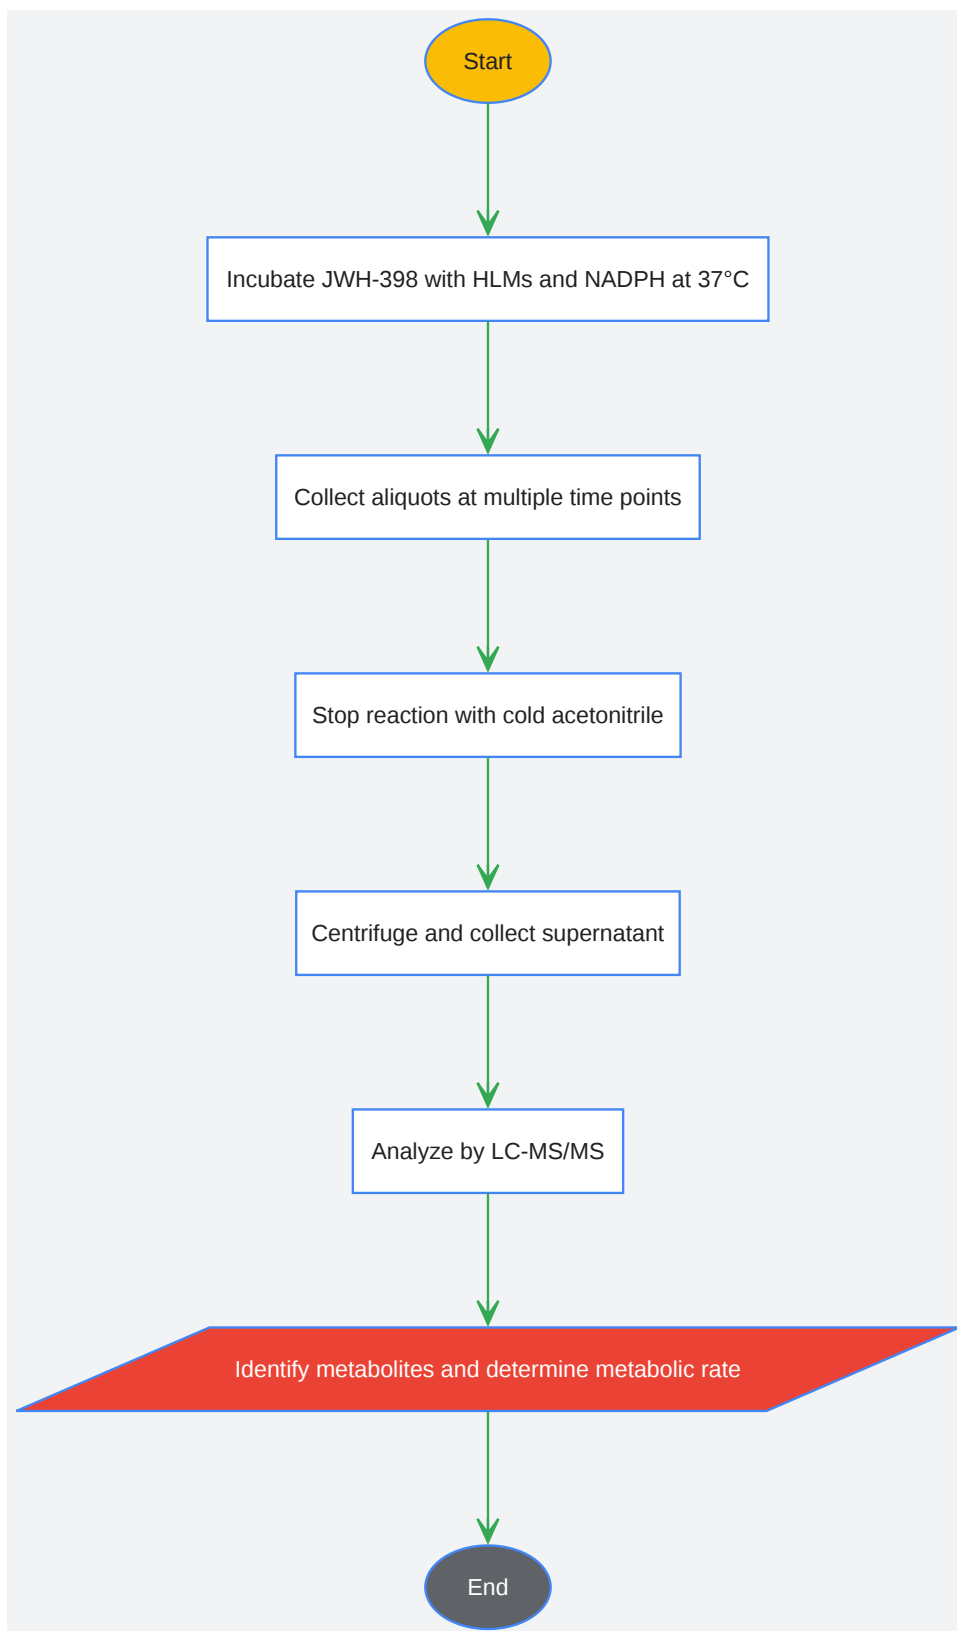 Start
Incubate JWH-398 with HLMs and NADPH at 37°C
Collect aliquots at multiple time points
Stop reaction with cold acetonitrile
Centrifuge and collect supernatant
Analyze by LC-MS/MS
Identify metabolites and determine metabolic rate
End